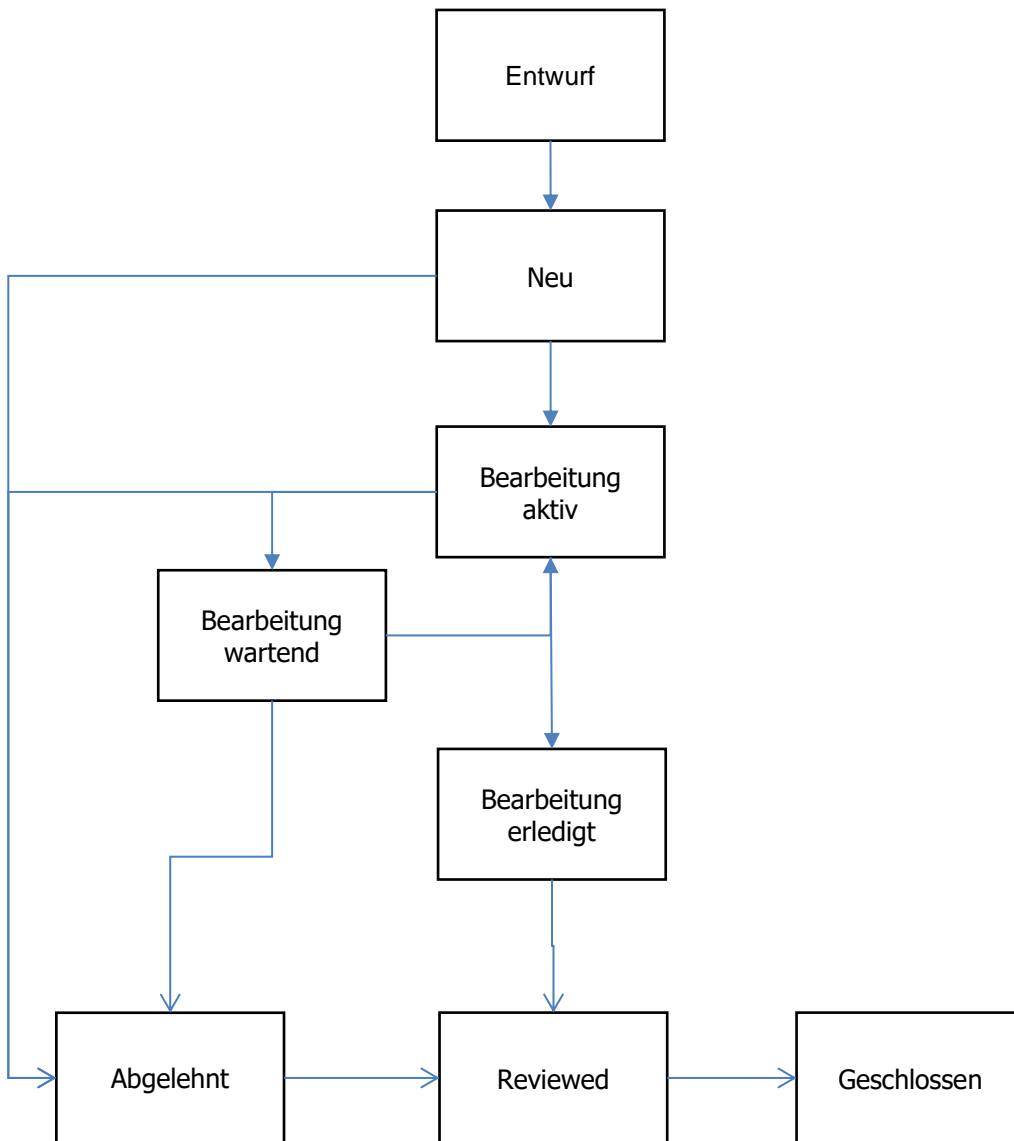 Entwurf
Neu
Bearbeitung
aktiv
Bearbeitung
wartend
Bearbeitung
erledigt
Abgelehnt
Reviewed
Geschlossen